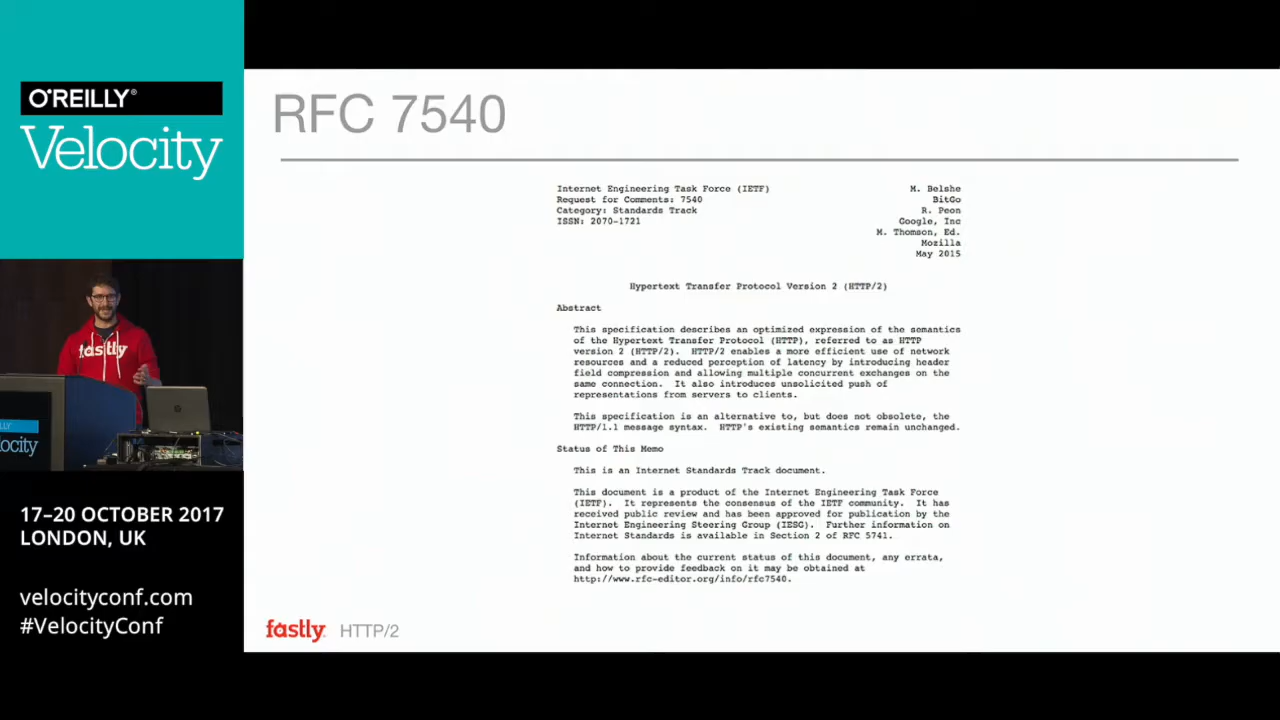 O'REILLY®
Velocity
fastly
LLY
ocity
17–20 OCTOBER 2017
LONDON, UK
velocityconf.com
#VelocityConf
RFC 7540
Internet Engineering Task Force (IETF) M. Belshe
Request for Comments: 7540 BitGo
Category: Standards Track R. Peon
ISSN: 2070-1721 Google, Inc
M. Thomson, Ed.
Mozilla
May 2015
Hypertext Transfer Protocol Version 2 (HTTP/2)
Abstract
This specification describes an optimized expression of the semantics
of the Hypertext Transfer Protocol (HTTP), referred to as HTTP
version 2 (HTTP/2). HTTP/2 enables a more efficient use of network
resources and a reduced perception of latency by introducing header
field compression and allowing multiple concurrent exchanges on the
same connection. It also introduces unsolicited push of
representations from servers to clients.
This specification is an alternative to, but does not obsolete, the
HTTP/1.1 message syntax. HTTP's existing semantics remain unchanged.
Status of This Memo
This is an Internet Standards Track document.
This document is a product of the Internet Engineering Task Force
(IETF). It represents the consensus of the IETF community. It has
received public review and has been approved for publication by the
Internet Engineering Steering Group (IESG). Further information on
Internet Standards is available in Section 2 of RFC 5741.
Information about the current status of this document, any errata,
and how to provide feedback on it may be obtained at
http://www.rfc-editor.org/info/rfc7540.
fastly HTTP/2